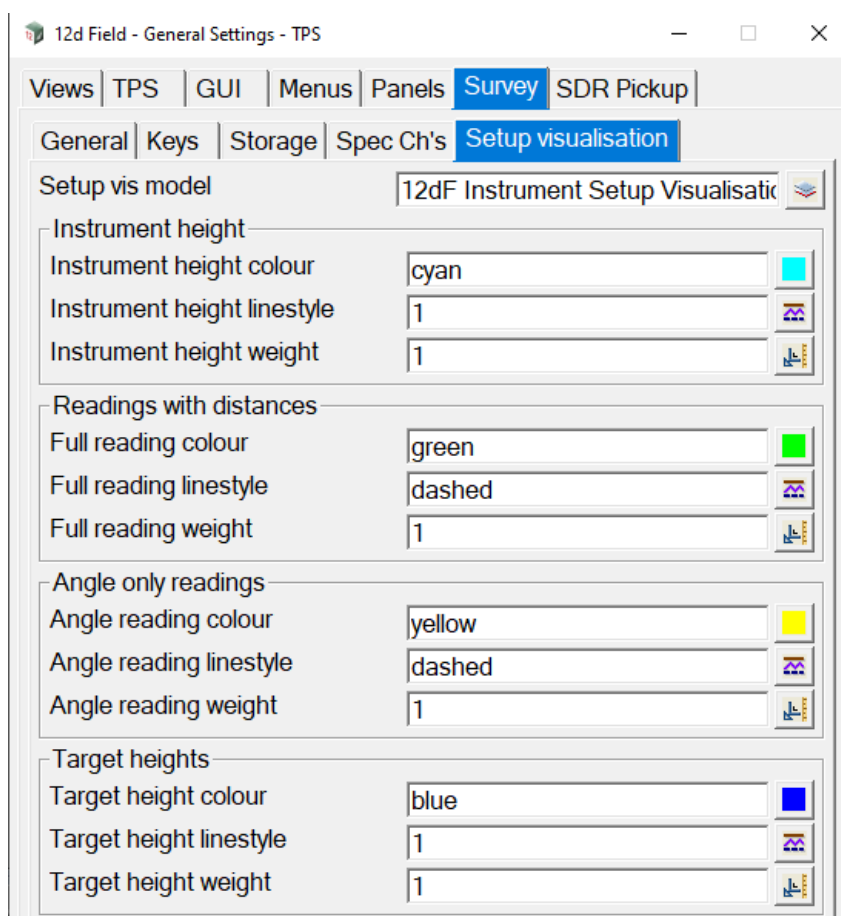 12d Field - General Settings - TPS
Views TPS GUI Menus Panels Survey SDR Pickup
General Keys Storage Spec Ch's Setup visualisation
Setup vis model 12dF Instrument Setup Visualisatio
Instrument height
Instrument height colour cyan
Instrument height linestyle 1
Instrument height weight 1
Readings with distances
Full reading colour green
Full reading linestyle dashed
Full reading weight 1
Angle only readings
Angle reading colour yellow
Angle reading linestyle dashed
Angle reading weight 1
Target heights
Target height colour blue
Target height linestyle 1
Target height weight 1